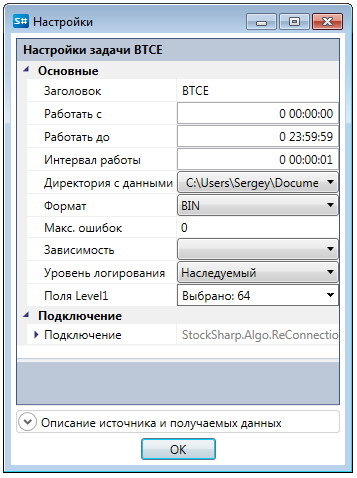 S# Настройки
Настройки задачи BTCE
Основные
Заголовок BTCE
Работать с 0 00:00:00
Работать до 0 23:59:59
Интервал работы 0 00:00:01
Директория с данными C:\Users\Sergey\Docume
Формат BIN
Макс. ошибок 0
Зависимость
Уровень логирования Наследуемый
Поля Level1 Выбрано: 64
Подключение
Подключение StockSharp.Algo.ReConnectio
Описание источника и получаемых данных
OK